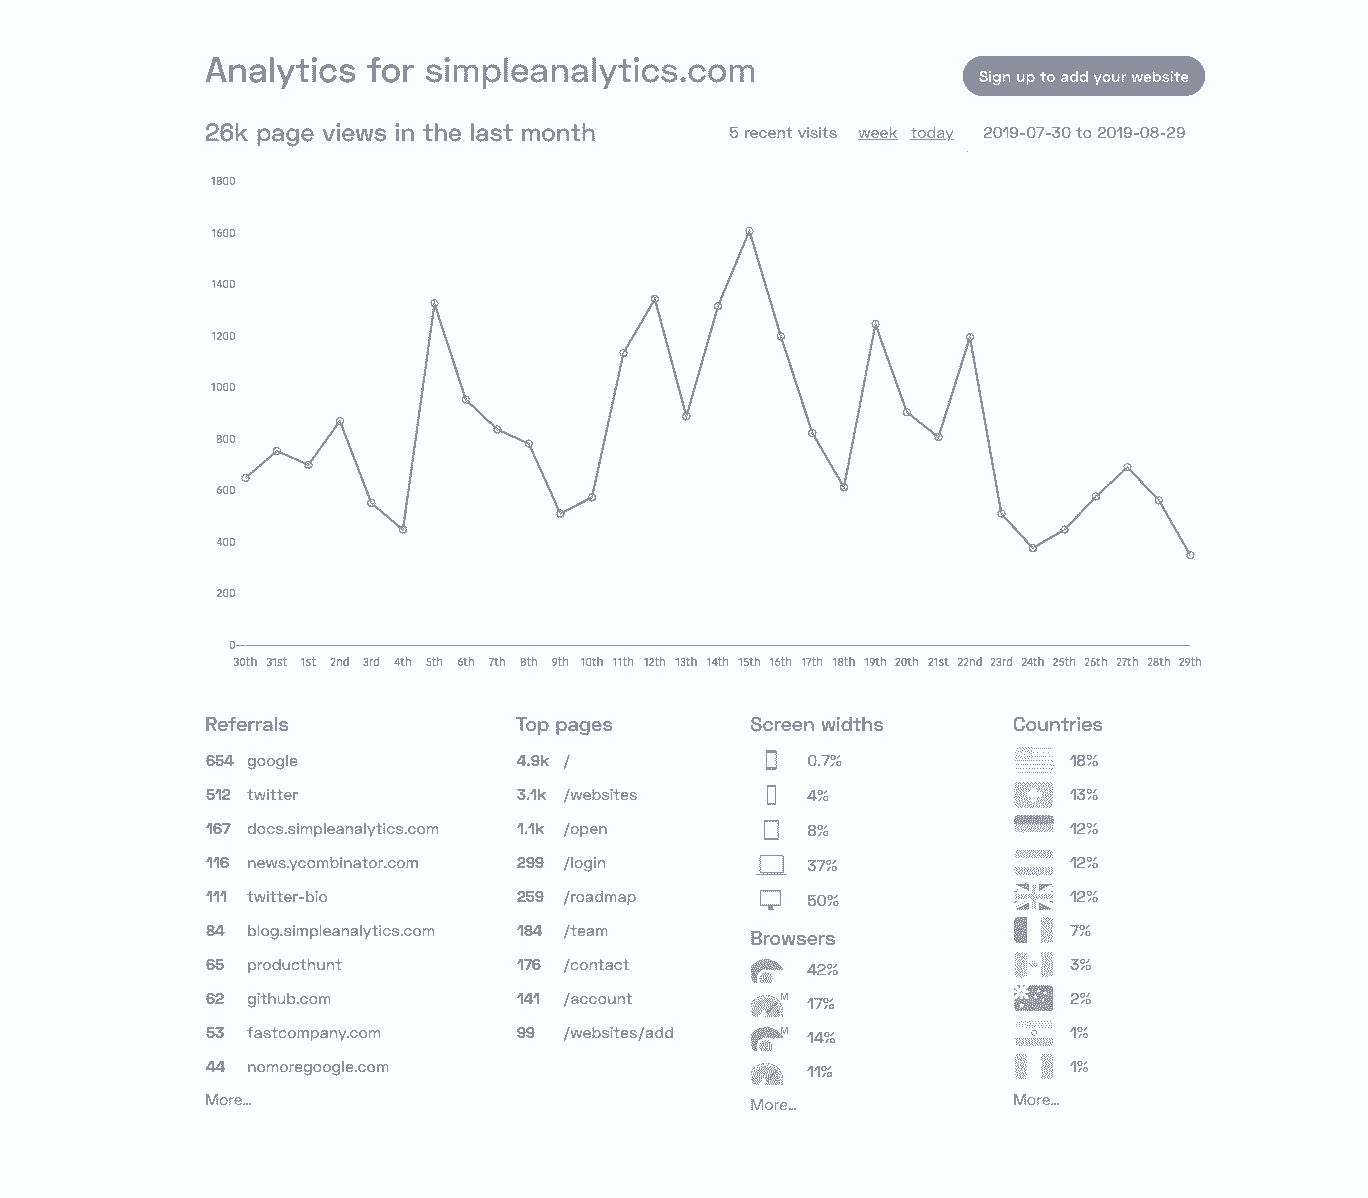 Analytics for simpleanalytics.com
Sign up to add your website
26k page views in the last month
5 recent visits week today 2019-07-30 to 2019-08-29
1800
1600
1400
1200
1000
800
600
400
200
0
30th 31st 1st 2nd 3rd 4th 5th 6th 7th 8th 9th 10th 11th 12th 13th 14th 15th 16th 17th 18th 19th 20th 21st 22nd 23rd 24th 25th 26th 27th 28th 29th
Referrals
654 google
512 twitter
167 docs.simpleanalytics.com
116 news.ycombinator.com
111 twitter-bio
84 blog.simpleanalytics.com
65 producthunt
62 github.com
53 fastcompany.com
44 nomoregoogle.com
More...
Top pages
4.9k /
3.1k /websites
1.1k /open
299 /login
259 /roadmap
184 /team
176 /contact
141 /account
99 /websites/add
Screen widths
0.7%
4%
8%
37%
50%
Browsers
42%
M 17%
M 14%
11%
More...
Countries
18%
13%
12%
12%
12%
7%
3%
2%
1%
1%
More...